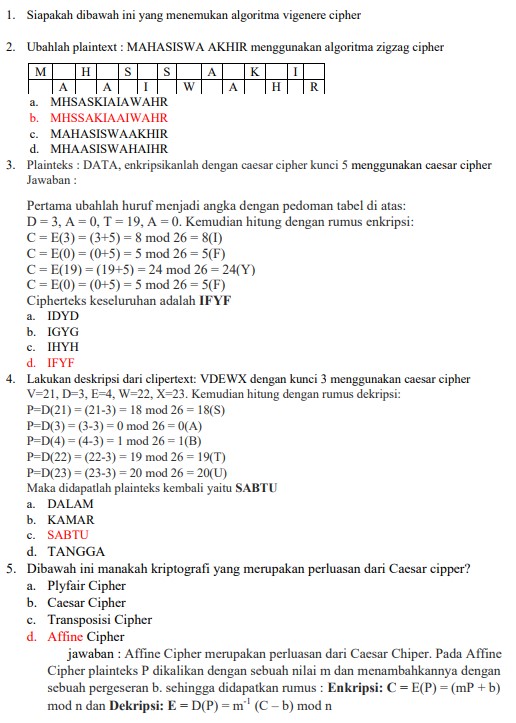 1. Siapakah dibawah ini yang menemukan algoritma vigenere cipher
2. Ubahlah plaintext : MAHASISWA AKHIR menggunakan algoritma zigzag cipher
M H S S A K I
A A I W A H R
a. MHSASKIAIAWAHR
b. MHSSAKIAAIWAHR
c. MAHASISWAAKHIR
d. MHAASISWAHAIHR
3. Plainteks : DATA, enkripsikanlah dengan caesar cipher kunci 5 menggunakan caesar cipher
Jawaban :
Pertama ubahlah huruf menjadi angka dengan pedoman tabel di atas:
D = 3, A = 0, T = 19, A = 0. Kemudian hitung dengan rumus enkripsi:
C = E(3) = (3+5) = 8 mod 26 = 8(I)
C = E(0) = (0+5) = 5 mod 26 = 5(F)
C = E(19) = (19+5) = 24 mod 26 = 24(Y)
C = E(0) = (0+5) = 5 mod 26 = 5(F)
Cipherteks keseluruhan adalah IFYF
a. IDYD
b. IGYG
c. IHYH
d. IFYF
4. Lakukan deskripsi dari clipertext: VDEWX dengan kunci 3 menggunakan caesar cipher
V=21, D=3, E=4, W=22, X=23. Kemudian hitung dengan rumus dekripsi:
P=D(21) = (21-3) = 18 mod 26 = 18(S)
P=D(3) = (3-3) = 0 mod 26 = 0(A)
P=D(4) = (4-3) = 1 mod 26 = 1(B)
P=D(22) = (22-3) = 19 mod 26 = 19(T)
P=D(23) = (23-3) = 20 mod 26 = 20(U)
Maka didapatlah plainteks kembali yaitu SABTU
a. DALAM
b. KAMAR
c. SABTU
d. TANGGA
5. Dibawah ini manakah kriptografi yang merupakan perluasan dari Caesar cipper?
a. Plyfair Cipher
b. Caesar Cipher
c. Transposisi Cipher
d. Affine Cipher
jawaban : Affine Cipher merupakan perluasan dari Caesar Chiper. Pada Affine
Cipher plainteks P dikalikan dengan sebuah nilai m dan menambahkannya dengan
sebuah pergeseran b. sehingga didapatkan rumus : Enkripsi: C = E(P) = (mP + b)
mod n dan Dekripsi: E = D(P) = m⁻¹ (C – b) mod n